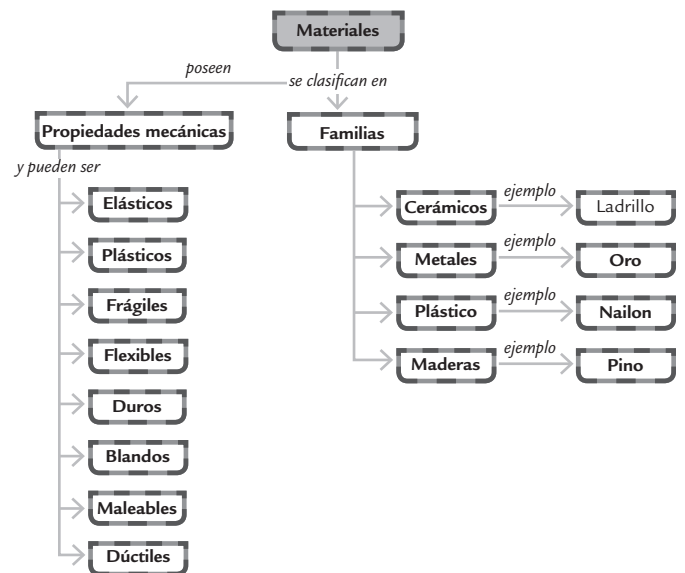 Materiales
poseen
se clasifican en
Propiedades mecánicas
Familias
y pueden ser
Elásticos
Plásticos
Frágiles
Flexibles
Duros
Blandos
Maleables
Dúctiles
Cerámicos
ejemplo
Ladrillo
Metales
ejemplo
Oro
Plástico
ejemplo
Nailon
Maderas
ejemplo
Pino